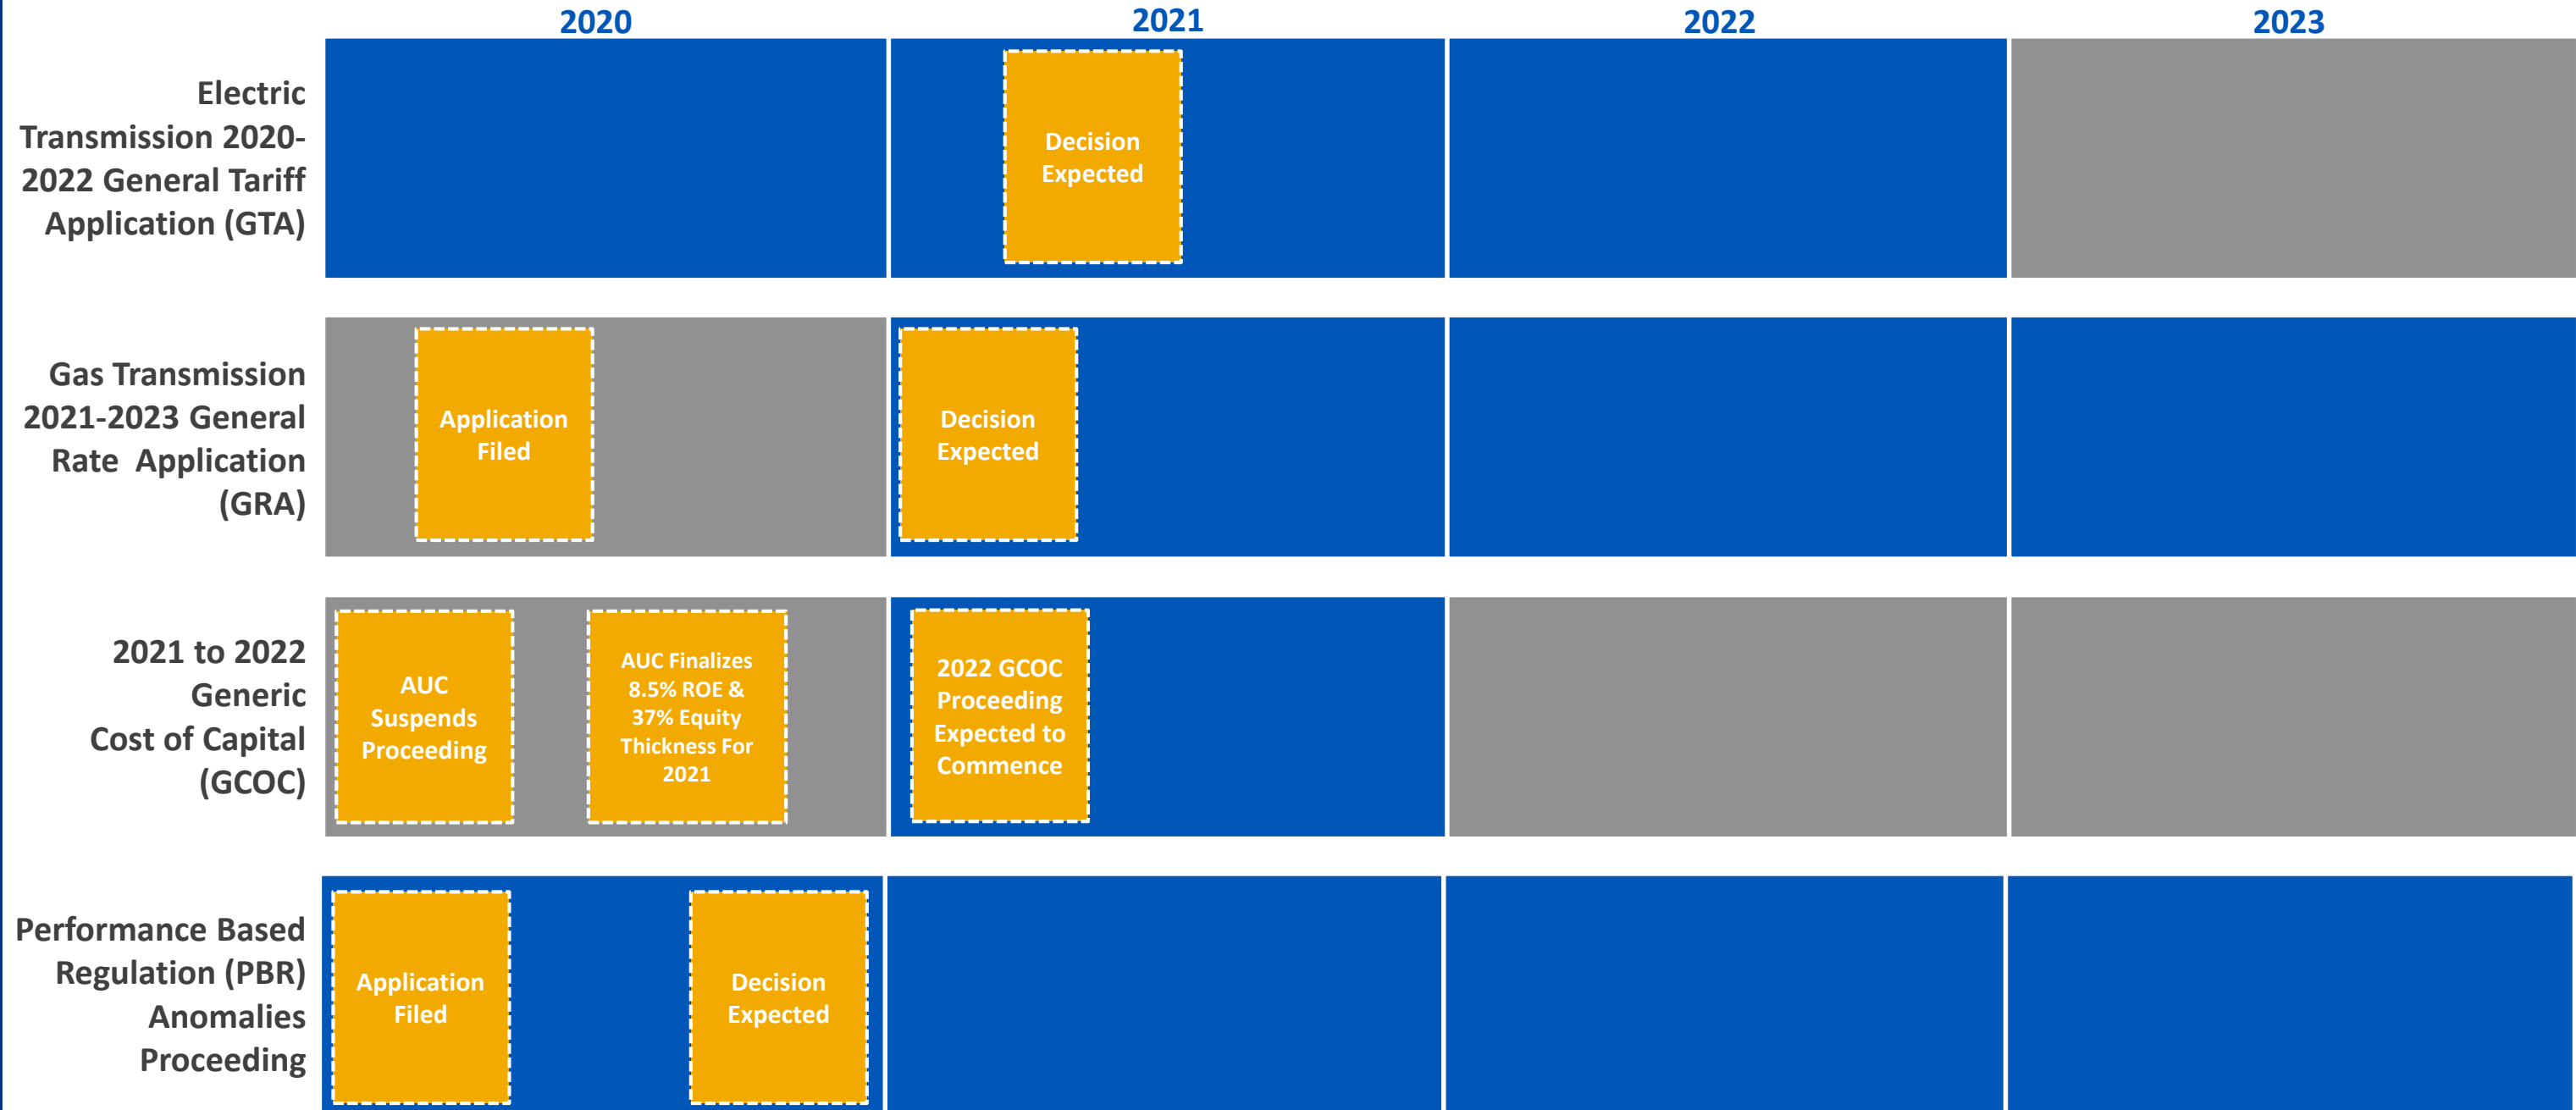 2020
2021
2022
2023
Electric
Transmission 2020-
2022 General Tariff
Application (GTA)
Decision
Expected
Gas Transmission
2021-2023 General
Rate Application
(GRA)
Application
Filed
Decision
Expected
2021 to 2022
Generic
Cost of Capital
(GCOC)
AUC
Suspends
Proceeding
AUC Finalizes
8.5% ROE &
37% Equity
Thickness For
2021
2022 GCOC
Proceeding
Expected to
Commence
Performance Based
Regulation (PBR)
Anomalies
Proceeding
Application
Filed
Decision
Expected